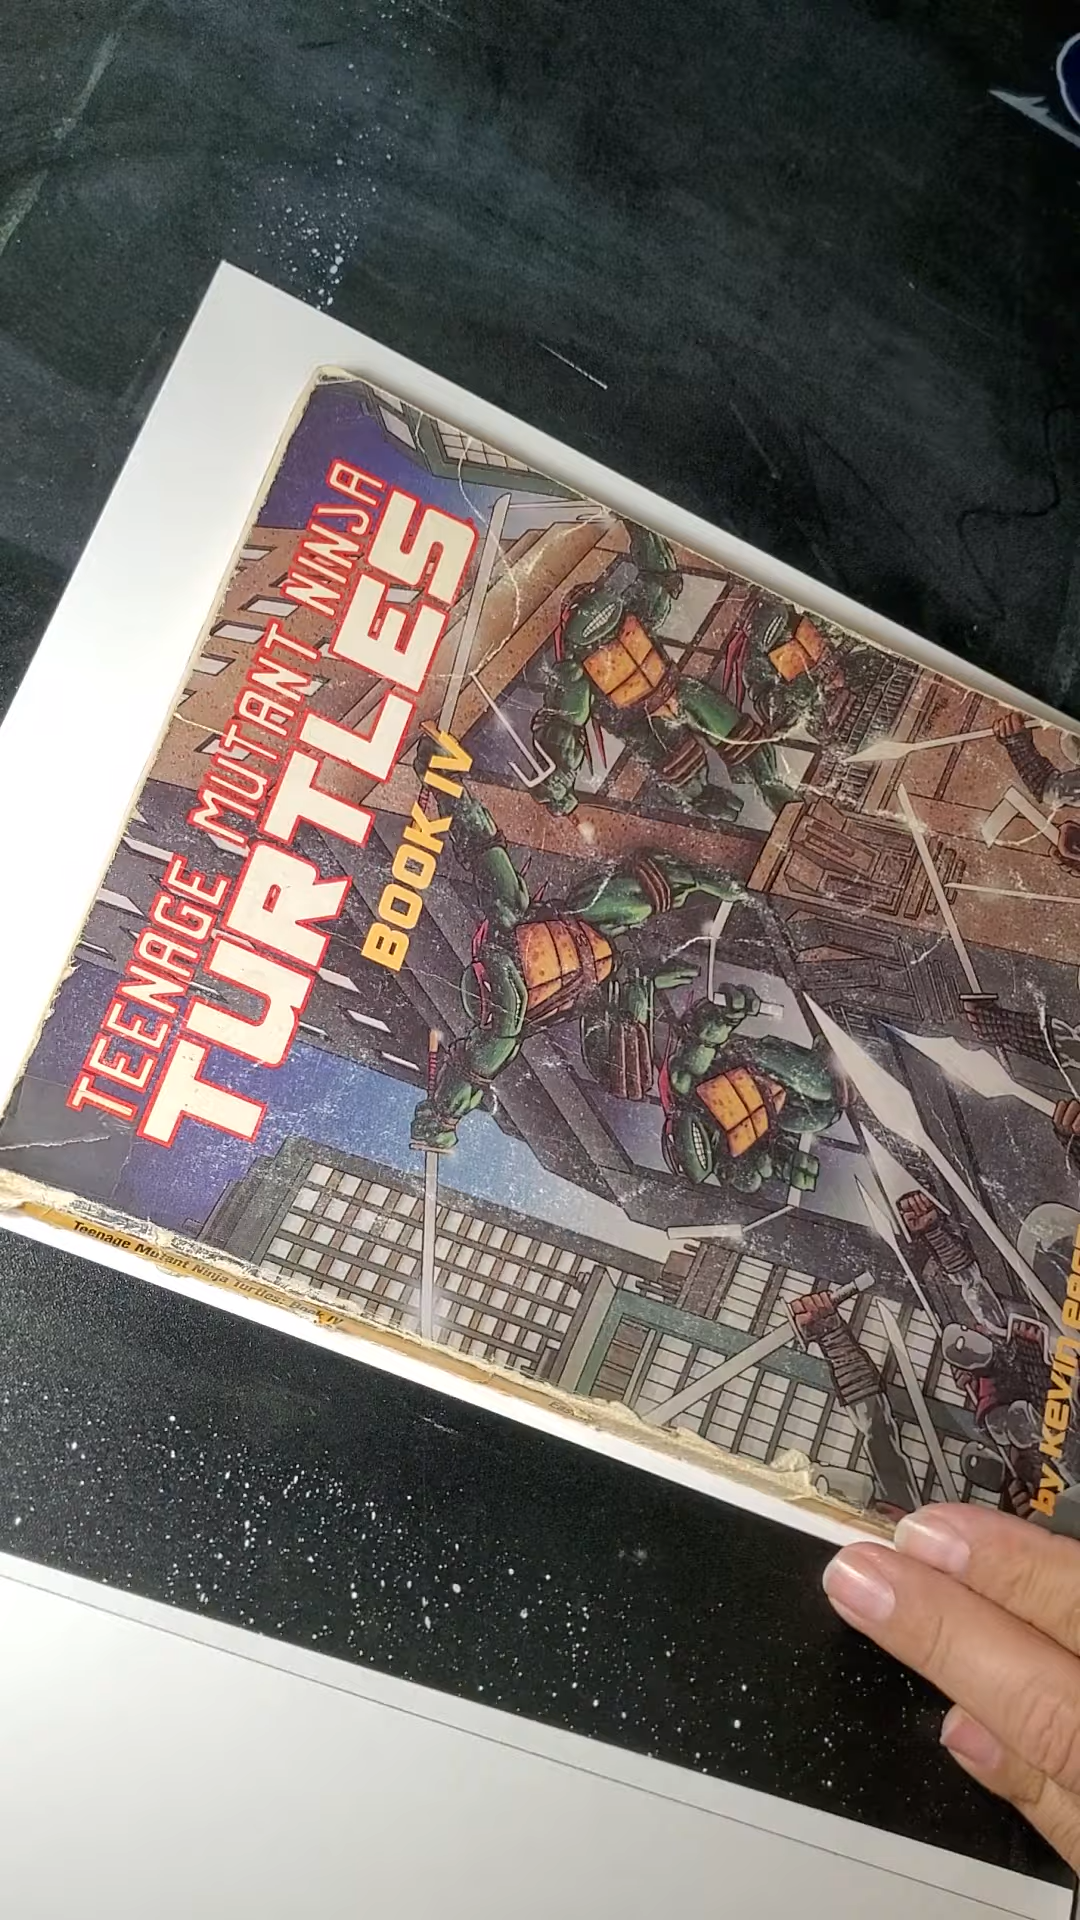 TEENAGE MUTANT NINJA
TURTLES
BOOK IV
by Kevin
Teenage Mutant Ninja Turtles: Book IV